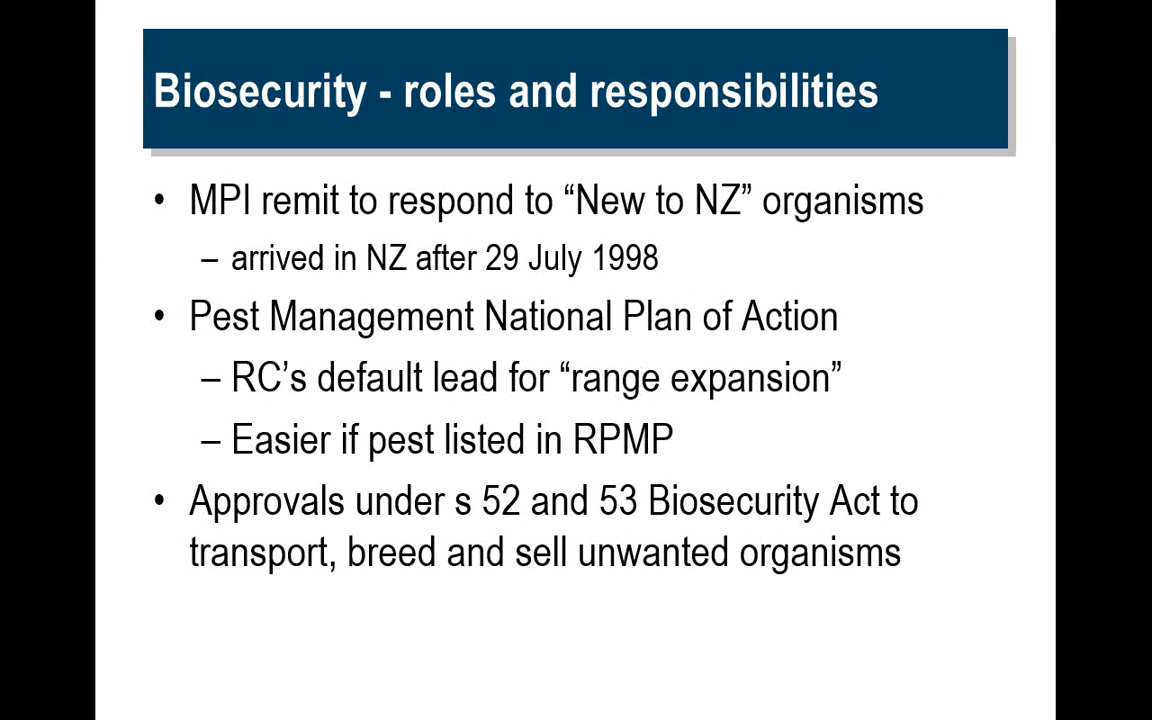 Biosecurity - roles and responsibilities
• MPI remit to respond to “New to NZ” organisms
– arrived in NZ after 29 July 1998
• Pest Management National Plan of Action
– RC’s default lead for “range expansion”
– Easier if pest listed in RPMP
• Approvals under s 52 and 53 Biosecurity Act to
transport, breed and sell unwanted organisms